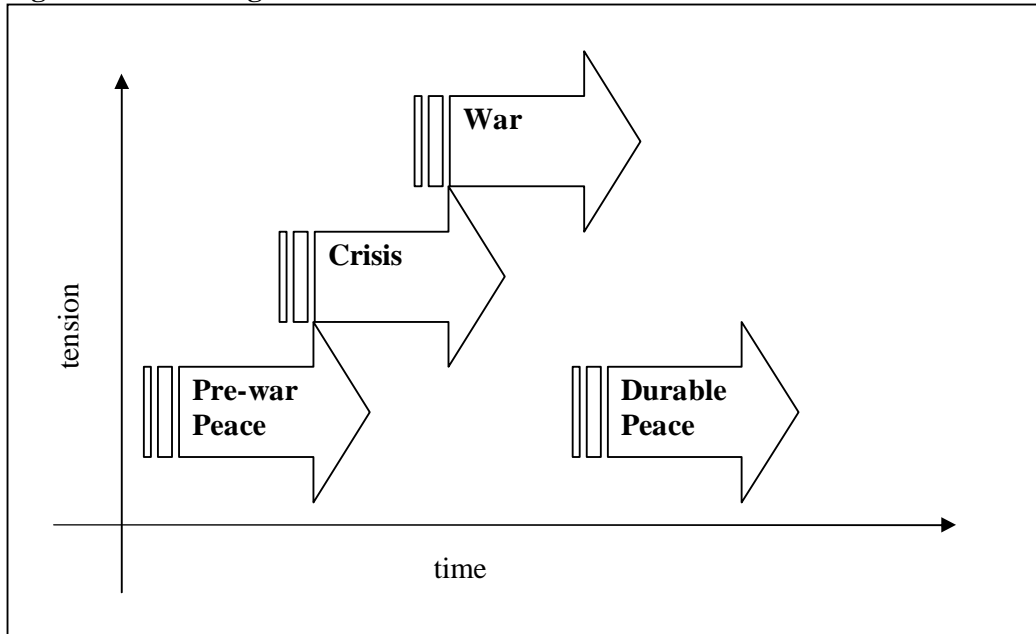 War
Crisis
tension
Pre-war
Peace
Durable
Peace
time